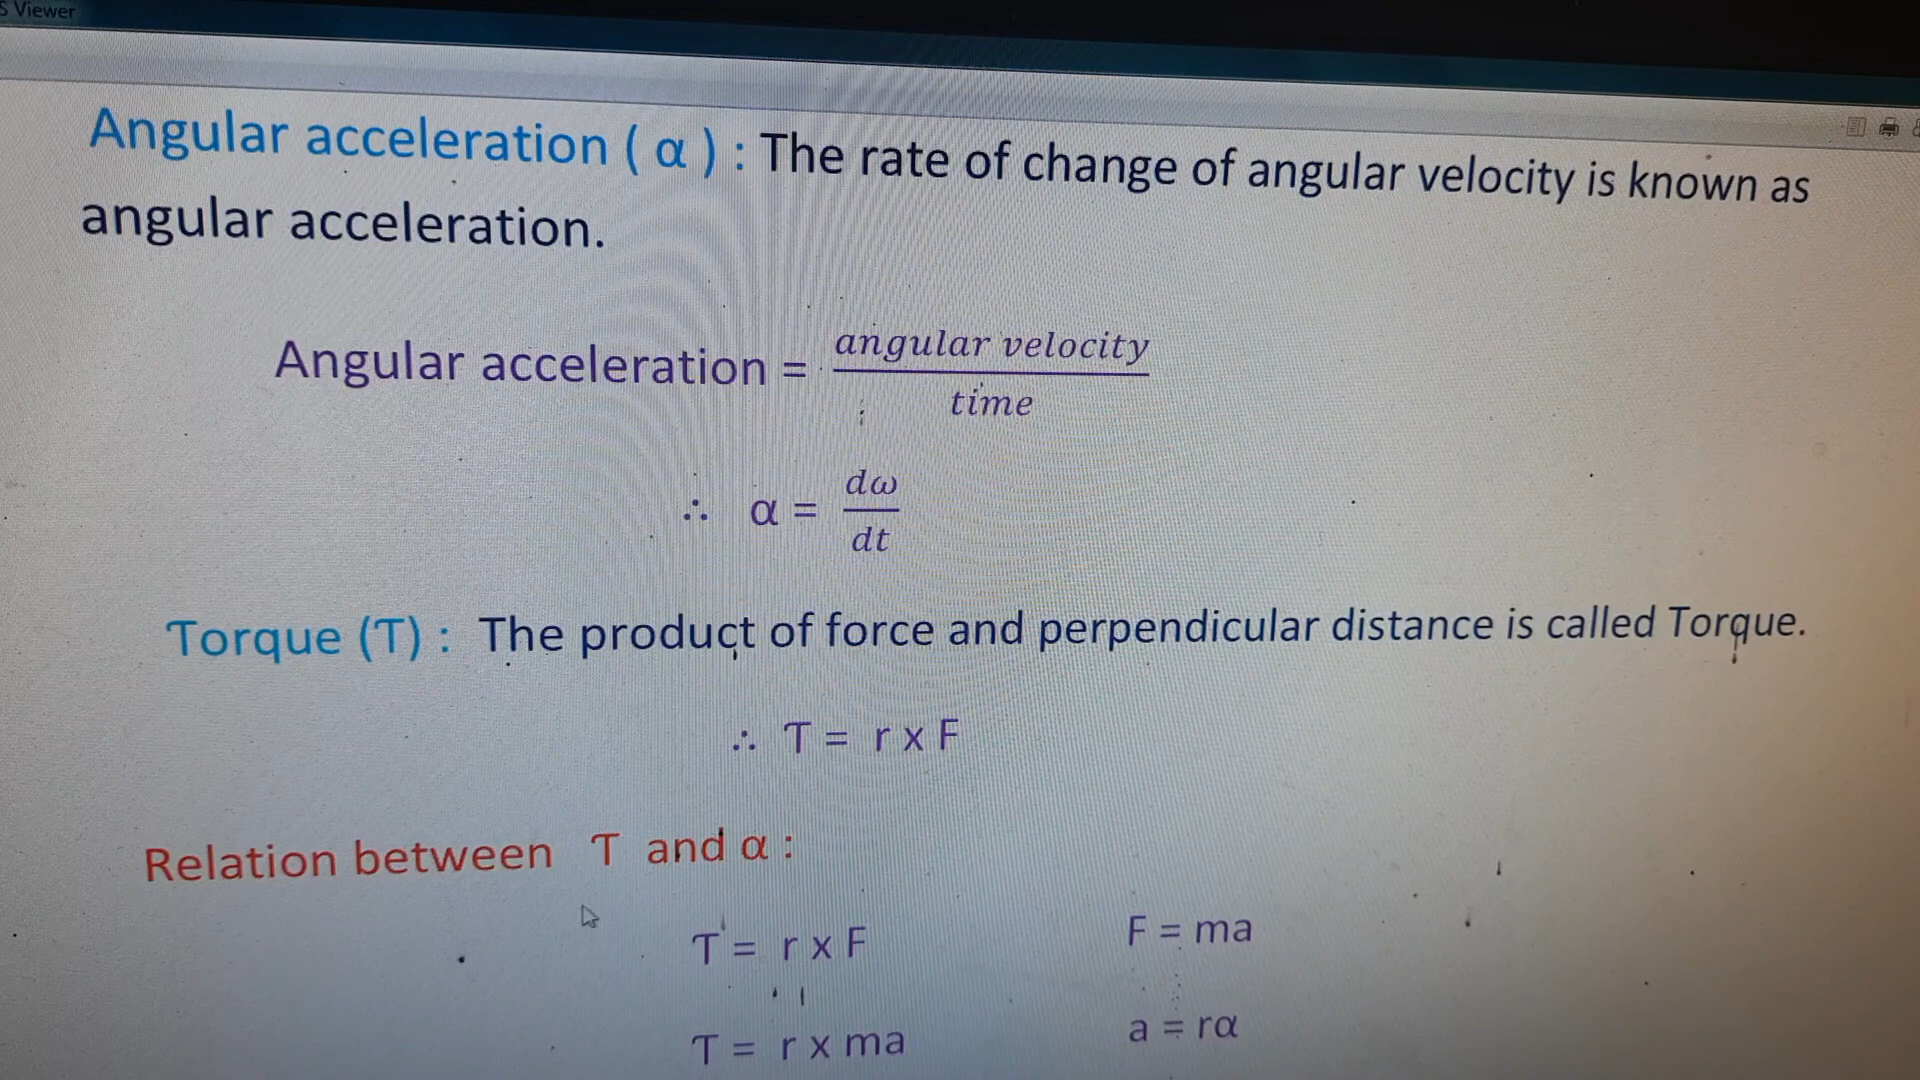 S Viewer
Angular acceleration ( α ) : The rate of change of angular velocity is known as
angular acceleration.
Angular acceleration = angular velocity / time
∴ α = dω / dt
Torque (Ƭ) : The product of force and perpendicular distance is called Torque.
∴ Ƭ = r x F
Relation between Ƭ and α :
Ƭ = r x F F = ma
Ƭ = r x ma a = rα